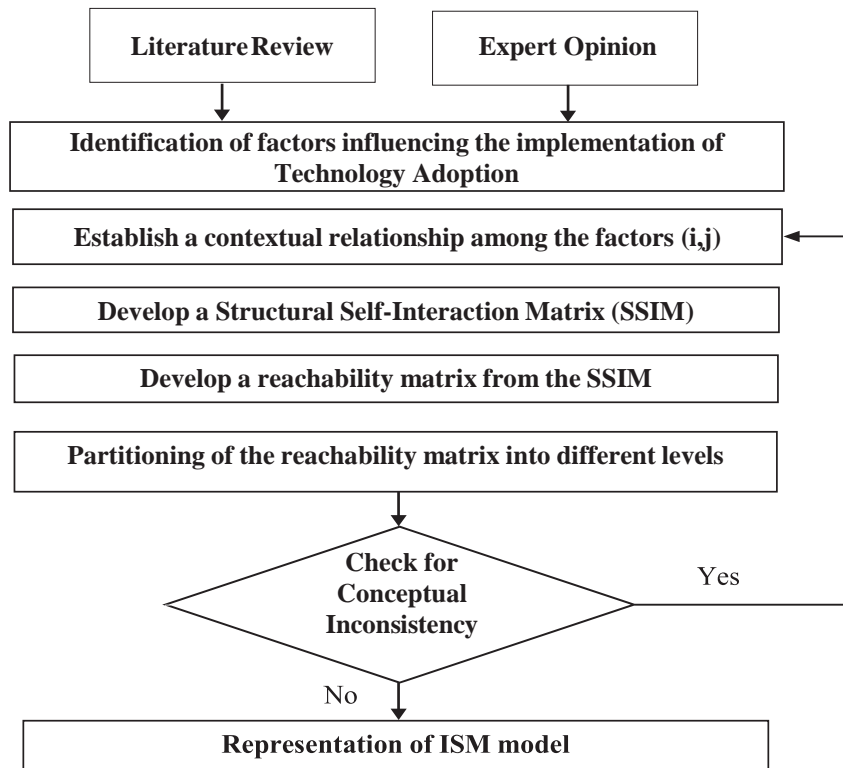 Literature Review
Expert Opinion
Identification of factors influencing the implementation of
Technology Adoption
Establish a contextual relationship among the factors (i,j)
Develop a Structural Self-Interaction Matrix (SSIM)
Develop a reachability matrix from the SSIM
Partitioning of the reachability matrix into different levels
Check for
Conceptual
Inconsistency
Yes
No
Representation of ISM model